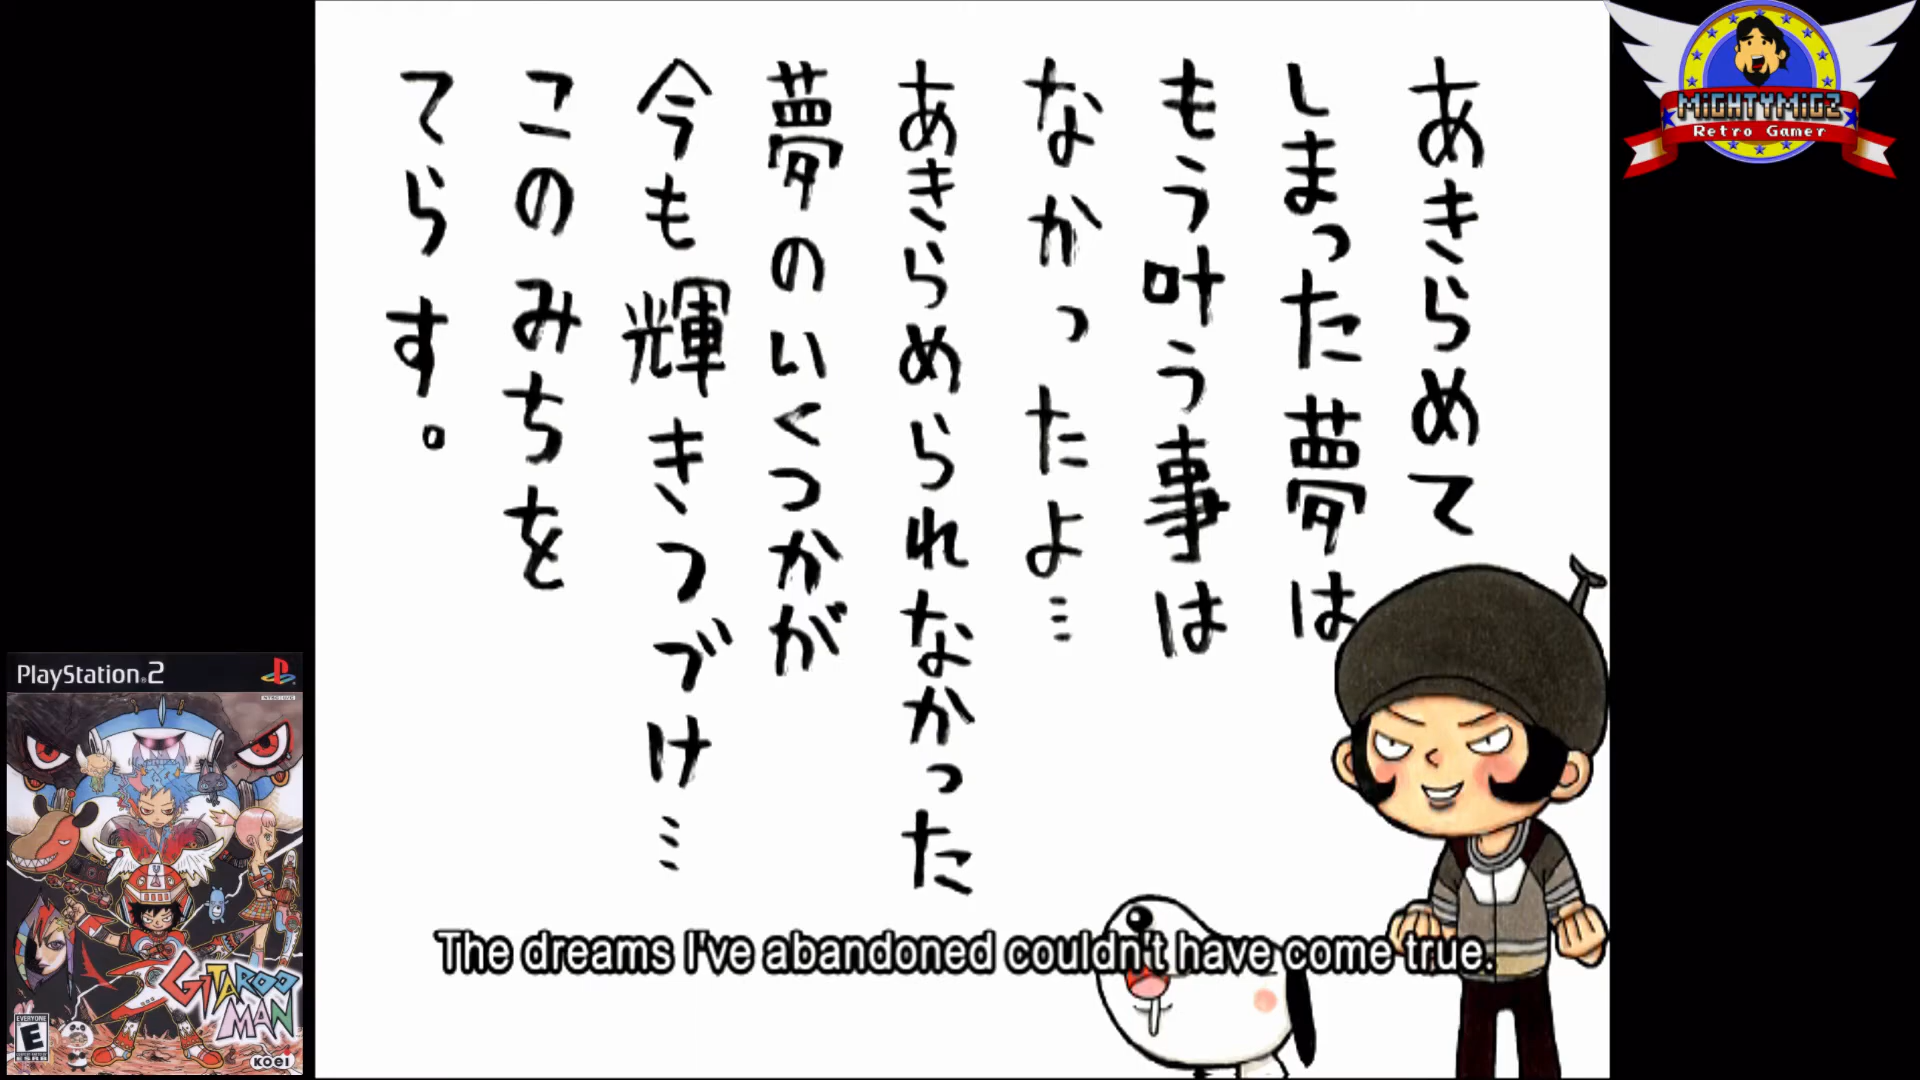 あきらめて
しまった夢は
もう叶う事は
なかったよ…
あきらめられなかった
夢のいくつかが
今も輝きつづけ…
このみちを
てらす。
The dreams I've abandoned couldn't have come true.
MIGHTYMIGZ
Retro Gamer
PlayStation 2
GITAROO
MAN
EVERYONE
E
ESRB
KOEI